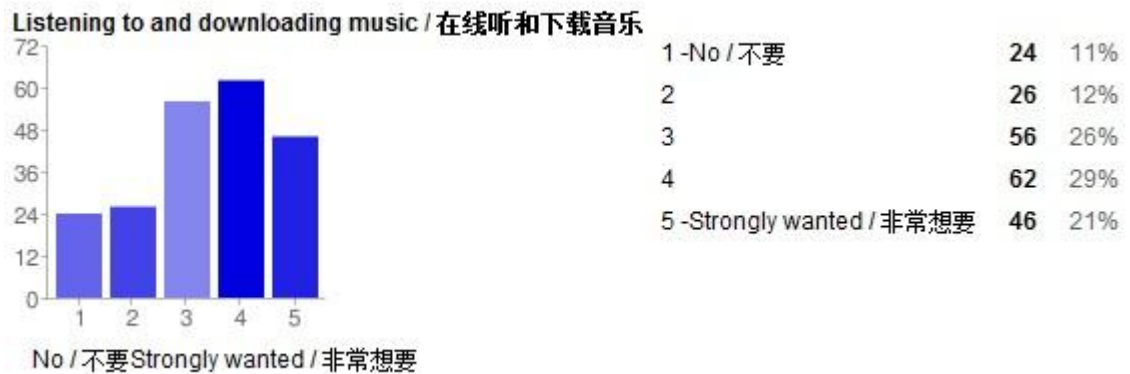 Listening to and downloading music / 在线听和下载音乐
72
60
48
36
24
12
0
1 2 3 4 5
No / 不要Strongly wanted / 非常想要
1 -No / 不要 24 11%
2 26 12%
3 56 26%
4 62 29%
5 -Strongly wanted / 非常想要 46 21%